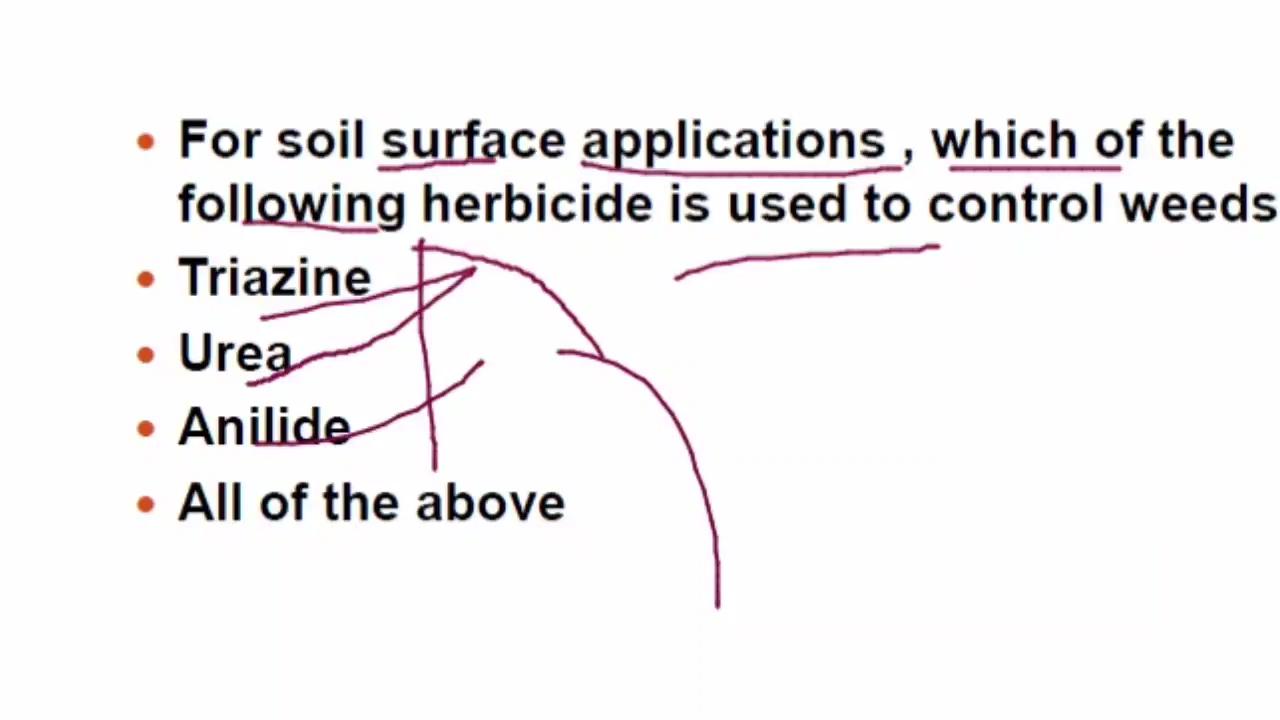 • For soil surface applications , which of the
following herbicide is used to control weeds
• Triazine
• Urea
• Anilide
• All of the above